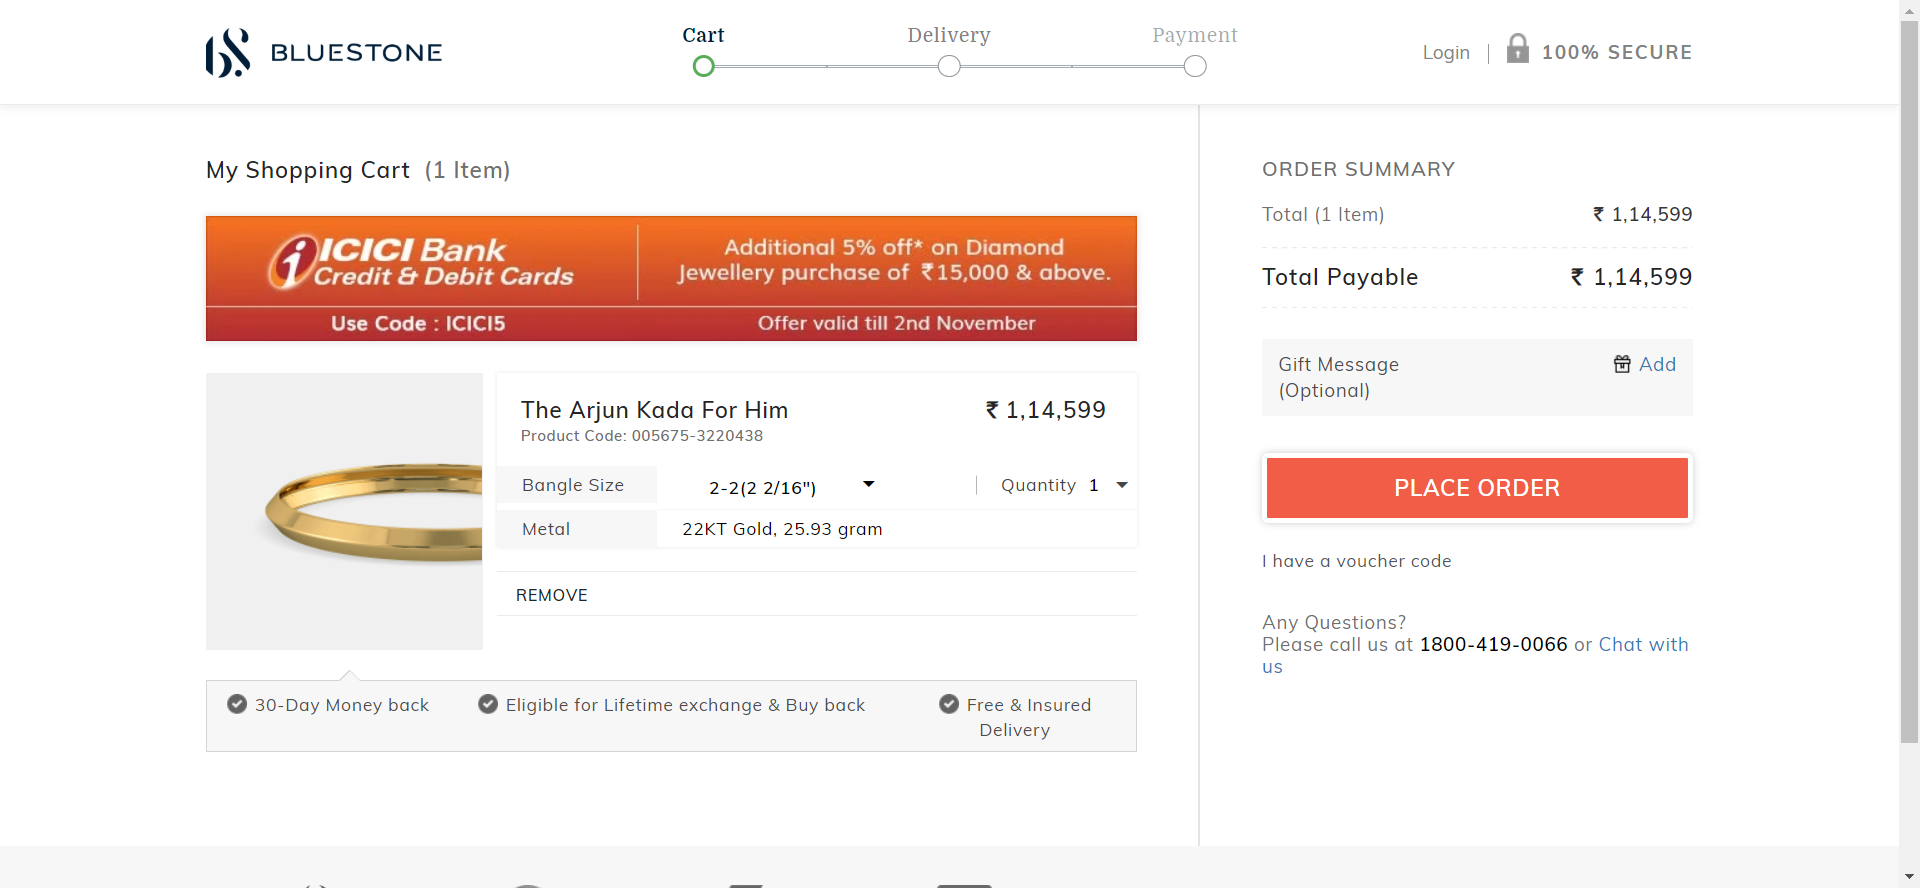 BLUESTONE
Cart
Delivery
Payment
Login
100% SECURE
My Shopping Cart (1 Item)
ICICI Bank
Credit & Debit Cards
Additional 5% off* on Diamond
Jewellery purchase of ₹15,000 & above.
Use Code : ICICI5
Offer valid till 2nd November
The Arjun Kada For Him
₹ 1,14,599
Product Code: 005675-3220438
Bangle Size
2-2(2 2/16")
Quantity 1
Metal
22KT Gold, 25.93 gram
REMOVE
30-Day Money back
Eligible for Lifetime exchange & Buy back
Free & Insured
Delivery
ORDER SUMMARY
Total (1 Item)
₹ 1,14,599
Total Payable
₹ 1,14,599
Gift Message
(Optional)
Add
PLACE ORDER
I have a voucher code
Any Questions?
Please call us at 1800-419-0066 or Chat with
us